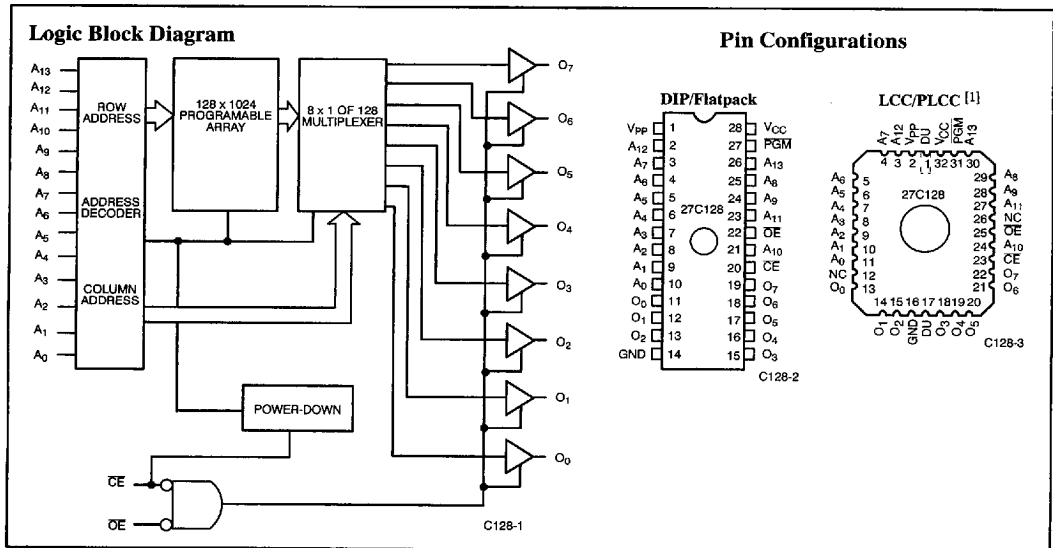 Logic Block Diagram
A13
A12
A11
A10
A9
A8
A7
A6
A5
A4
A3
A2
A1
A0
ROW
ADDRESS
ADDRESS
DECODER
COLUMN
ADDRESS
128 x 1024
PROGRAMABLE
ARRAY
8 x 1 OF 128
MULTIPLEXER
POWER-DOWN
CE
OE
O7
O6
O5
O4
O3
O2
O1
O0
C128-1
Pin Configurations
DIP/Flatpack
VPP 1 28 VCC
A12 2 27 PGM
A7 3 26 A13
A6 4 25 A8
A5 5 24 A9
A4 6 27C128 23 A11
A3 7 22 OE
A2 8 21 A10
A1 9 20 CE
A0 10 19 O7
O0 11 18 O6
O1 12 17 O5
O2 13 16 O4
GND 14 15 O3
C128-2
LCC/PLCC [1]
A7 A12 VPP DU VCC PGM A13
4 3 2 1 32 31 30
A6 5 29 A8
A5 6 28 A9
A4 7 27C128 27 A11
A3 8 26 NC
A2 9 25 OE
A1 10 24 A10
A0 11 23 CE
NC 12 22 O7
O0 13 21 O6
14 15 16 17 18 19 20
O1 O2 GND DU O3 O4 O5
C128-3